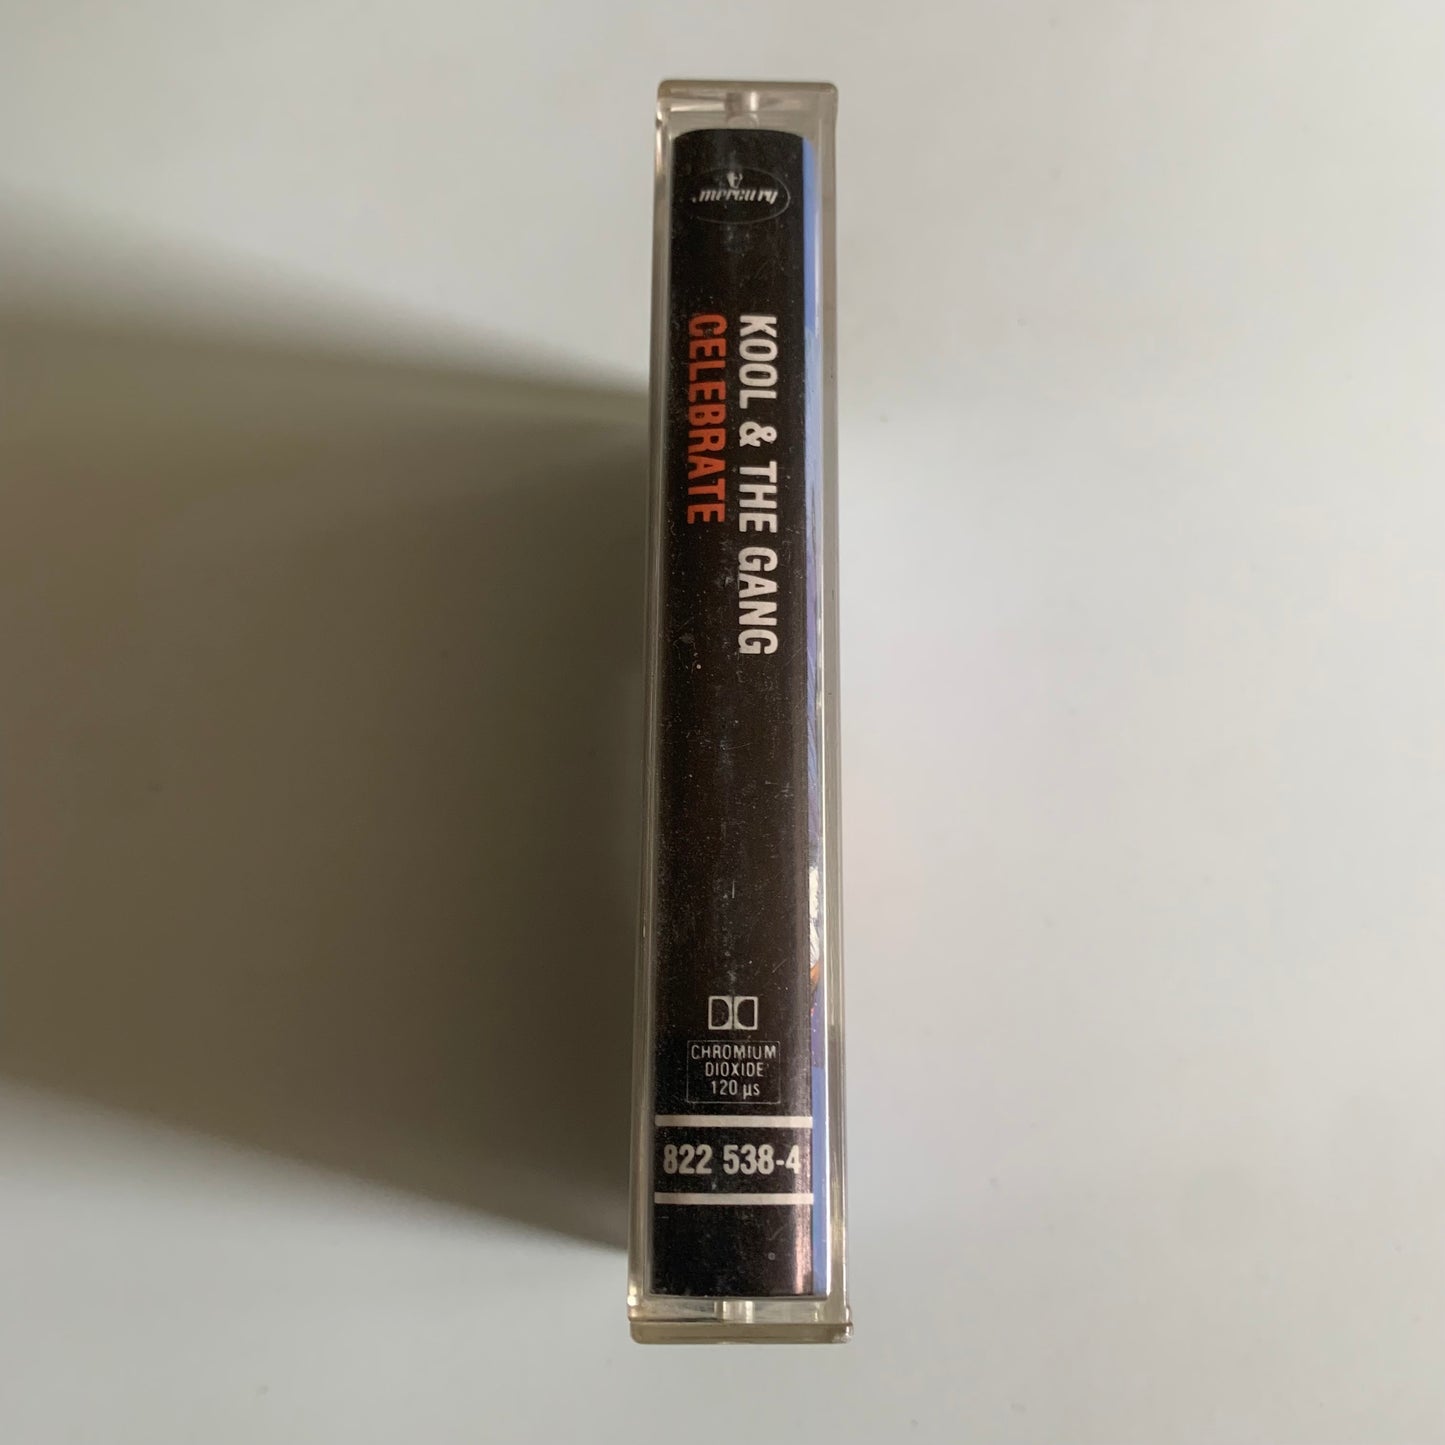 mercury
KOOL & THE GANG
CELEBRATE
CHROMIUM
DIOXIDE
120 µs
822 538-4